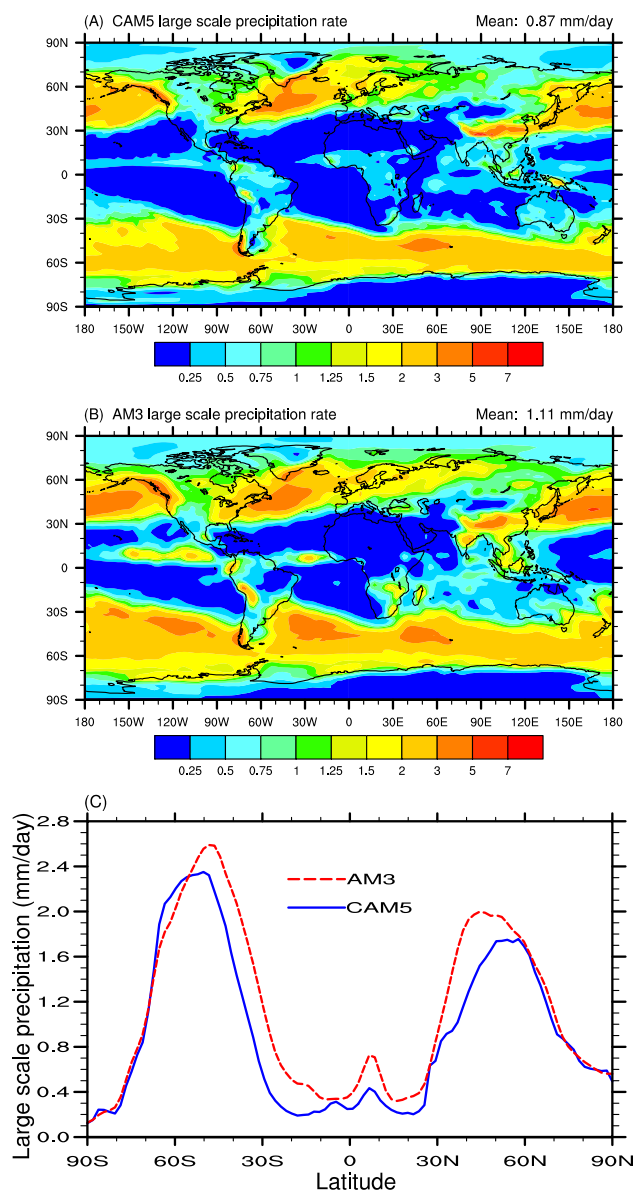 (A) CAM5 large scale precipitation rate Mean: 0.87 mm/day
90N
60N
30N
0
30S
60S
90S
180 150W 120W 90W 60W 30W 0 30E 60E 90E 120E 150E 180
0.25 0.5 0.75 1 1.25 1.5 2 3 5 7
(B) AM3 large scale precipitation rate Mean: 1.11 mm/day
90N
60N
30N
0
30S
60S
90S
180 150W 120W 90W 60W 30W 0 30E 60E 90E 120E 150E 180
0.25 0.5 0.75 1 1.25 1.5 2 3 5 7
(C)
Large scale precipitation (mm/day)
2.8
2.4
2.0
1.6
1.2
0.8
0.4
0.0
AM3
CAM5
90S 60S 30S 0 30N 60N 90N
Latitude